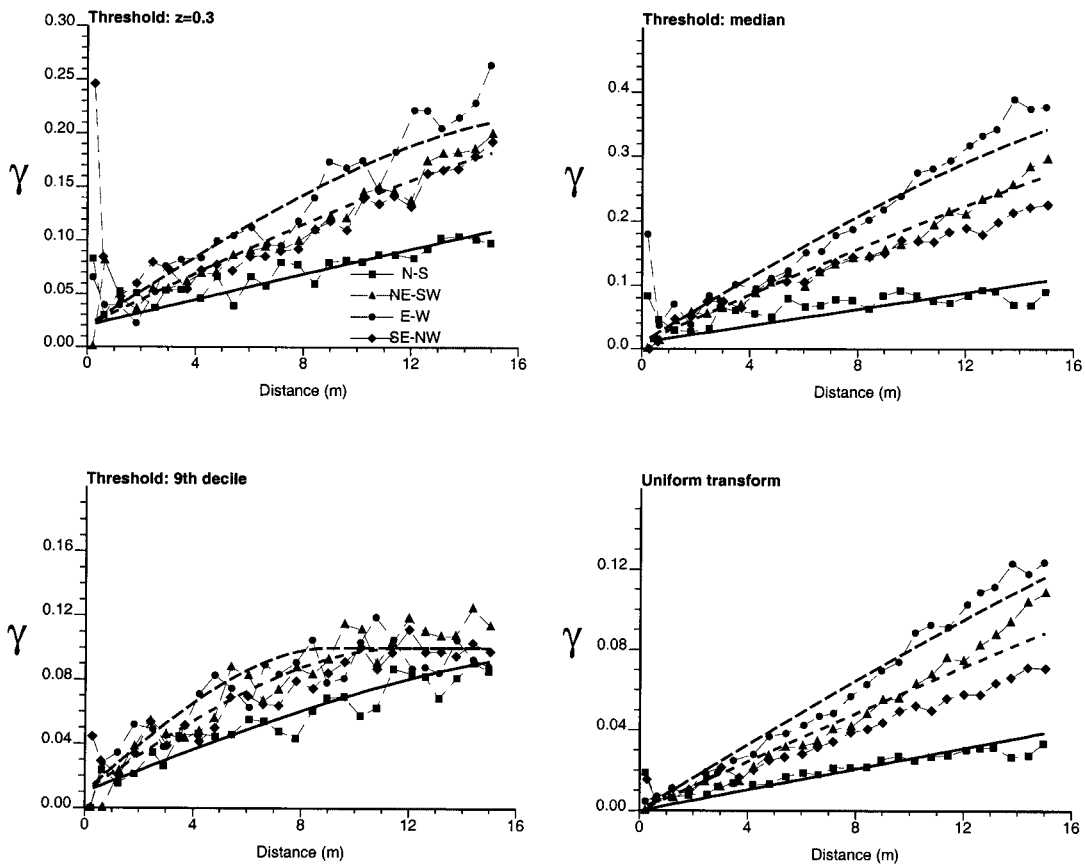 Threshold: z=0.3
0.30
0.25
0.20
γ
0.15
0.10
0.05
0.00
N-S
NE-SW
E-W
SE-NW
0 4 8 12 16
Distance (m)
Threshold: median
0.4
0.3
γ
0.2
0.1
0.0
0 4 8 12 16
Distance (m)
Threshold: 9th decile
0.16
0.12
γ
0.08
0.04
0.00
0 4 8 12 16
Distance (m)
Uniform transform
0.12
γ
0.08
0.04
0.00
0 4 8 12 16
Distance (m)